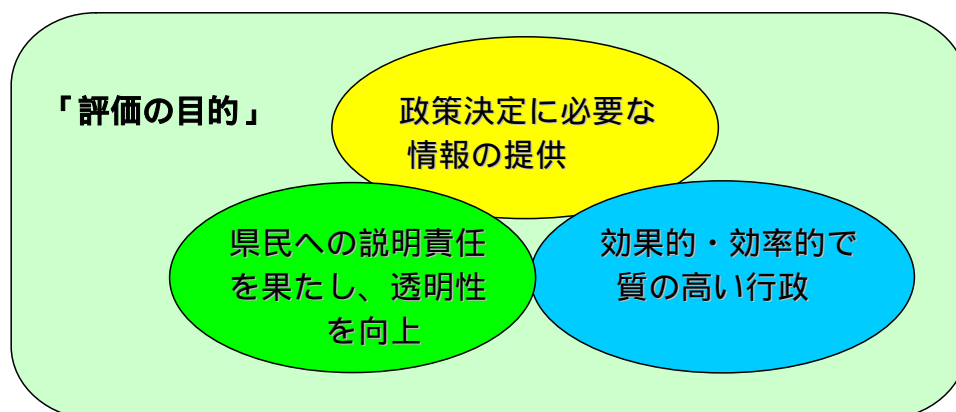 「評価の目的」
政策決定に必要な
情報の提供
県民への説明責任
を果たし、透明性
を向上
効果的・効率的で
質の高い行政